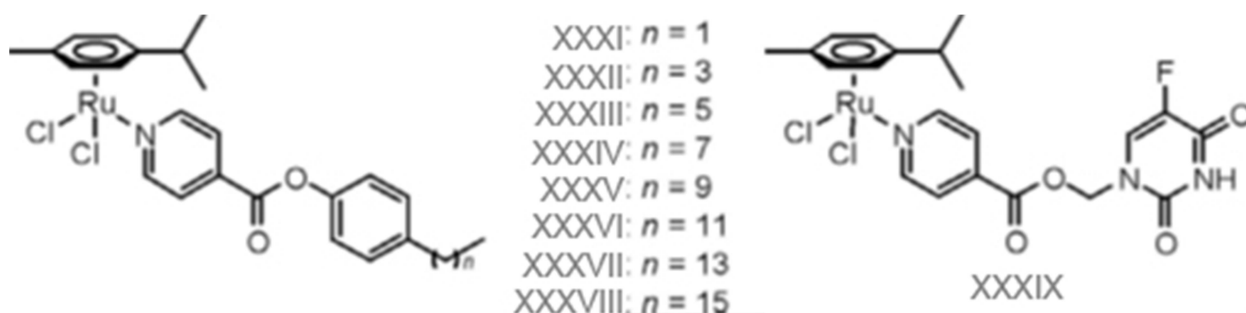 Ru
Cl
Cl
N
O
O
( )n
XXXI: n = 1
XXXII: n = 3
XXXIII: n = 5
XXXIV: n = 7
XXXV: n = 9
XXXVI: n = 11
XXXVII: n = 13
XXXVIII: n = 15
Ru
Cl
Cl
N
O
O
N
F
O
NH
O
XXXIX